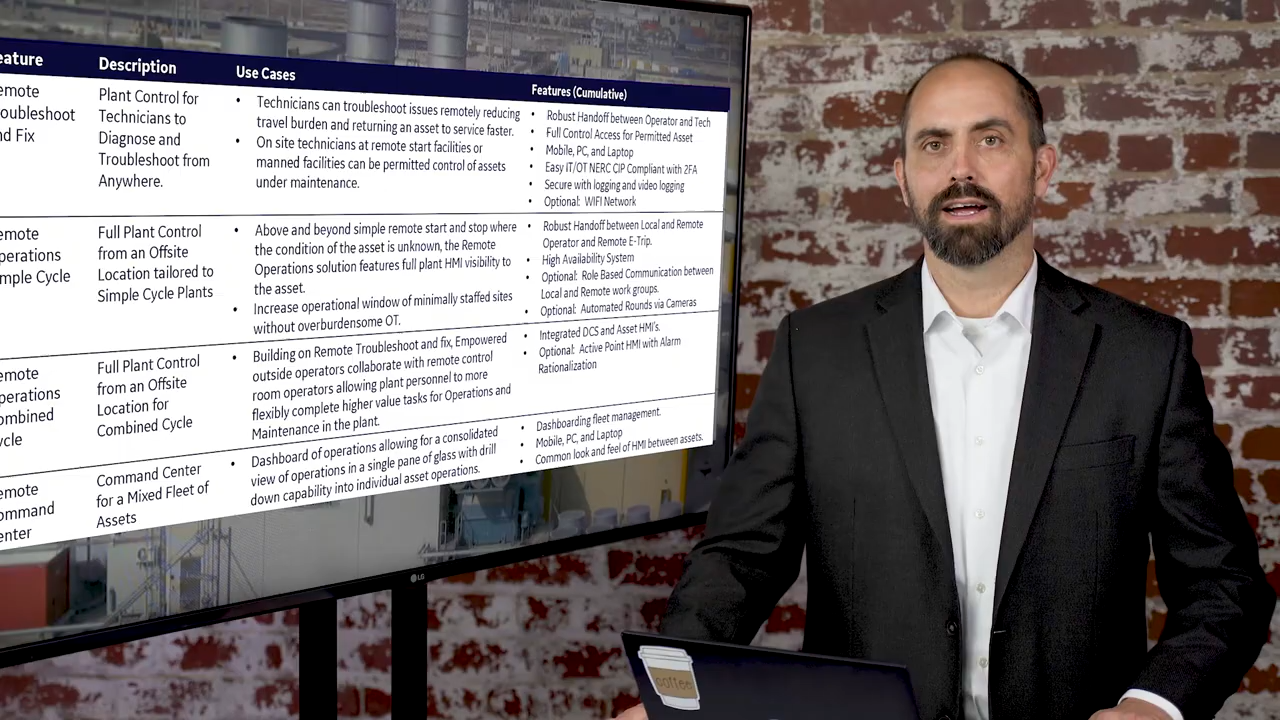 eature
Description
Use Cases
Features (Cumulative)
emote
oubleshoot
nd Fix
Plant Control for
Technicians to
Diagnose and
Troubleshoot from
Anywhere.
• Technicians can troubleshoot issues remotely reducing
travel burden and returning an asset to service faster.
• On site technicians at remote start facilities or
manned facilities can be permitted control of assets
under maintenance.
• Robust Handoff between Operator and Tech
• Full Control Access for Permitted Asset
• Mobile, PC, and Laptop
• Easy IT/OT NERC CIP Compliant with 2FA
• Secure with logging and video logging
• Optional: WIFI Network
emote
perations
mple Cycle
Full Plant Control
from an Offsite
Location tailored to
Simple Cycle Plants
• Above and beyond simple remote start and stop where
the condition of the asset is unknown, the Remote
Operations solution features full plant HMI visibility to
the asset.
• Increase operational window of minimally staffed sites
without overburdensome OT.
• Robust Handoff between Local and Remote
Operator and Remote E-Trip.
• High Availability System
• Optional: Role Based Communication between
Local and Remote work groups.
• Optional: Automated Rounds via Cameras
emote
perations
ombined
ycle
Full Plant Control
from an Offsite
Location for
Combined Cycle
• Building on Remote Troubleshoot and fix, Empowered
outside operators collaborate with remote control
room operators allowing plant personnel to more
flexibly complete higher value tasks for Operations and
Maintenance in the plant.
• Integrated DCS and Asset HMI's.
• Optional: Active Point HMI with Alarm
Rationalization
emote
ommand
enter
Command Center
for a Mixed Fleet of
Assets
• Dashboard of operations allowing for a consolidated
view of operations in a single pane of glass with drill
down capability into individual asset operations.
• Dashboarding fleet management.
• Mobile, PC, and Laptop
• Common look and feel of HMI between assets.
LG
coffee